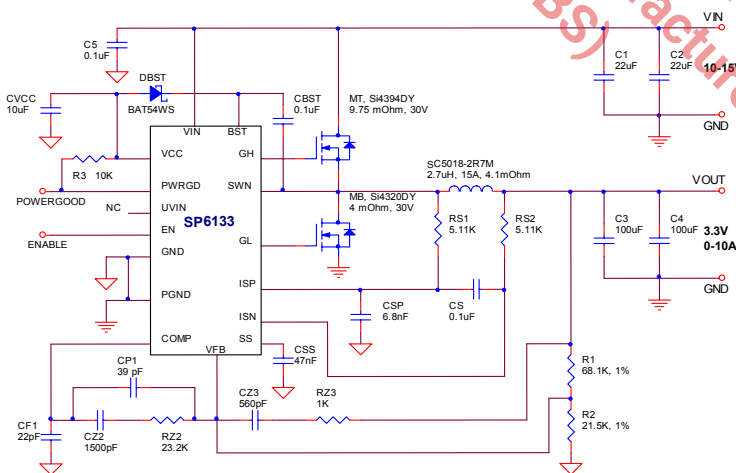 VIN
C5
0.1uF
C1
22uF
C2
22uF
10-15V
DBST
CVCC
10uF
BAT54WS
CBST
0.1uF
MT, Si4394DY
9.75 mOhm, 30V
GND
VIN
BST
VCC
GH
SC5018-2R7M
2.7uH, 15A, 4.1mOhm
R3 10K
PWRGD
SWN
VOUT
POWERGOOD
NC
UVIN
MB, Si4320DY
4 mOhm, 30V
SP6133
RS1
5.11K
RS2
5.11K
C3
100uF
C4
100uF
3.3V
0-10A
ENABLE
EN
GL
GND
GND
ISP
PGND
CSP
6.8nF
CS
0.1uF
ISN
COMP
VFB
SS
CSS
47nF
CP1
39 pF
R1
68.1K, 1%
CZ3
560pF
RZ3
1K
CF1
22pF
CZ2
1500pF
RZ2
23.2K
R2
21.5K, 1%